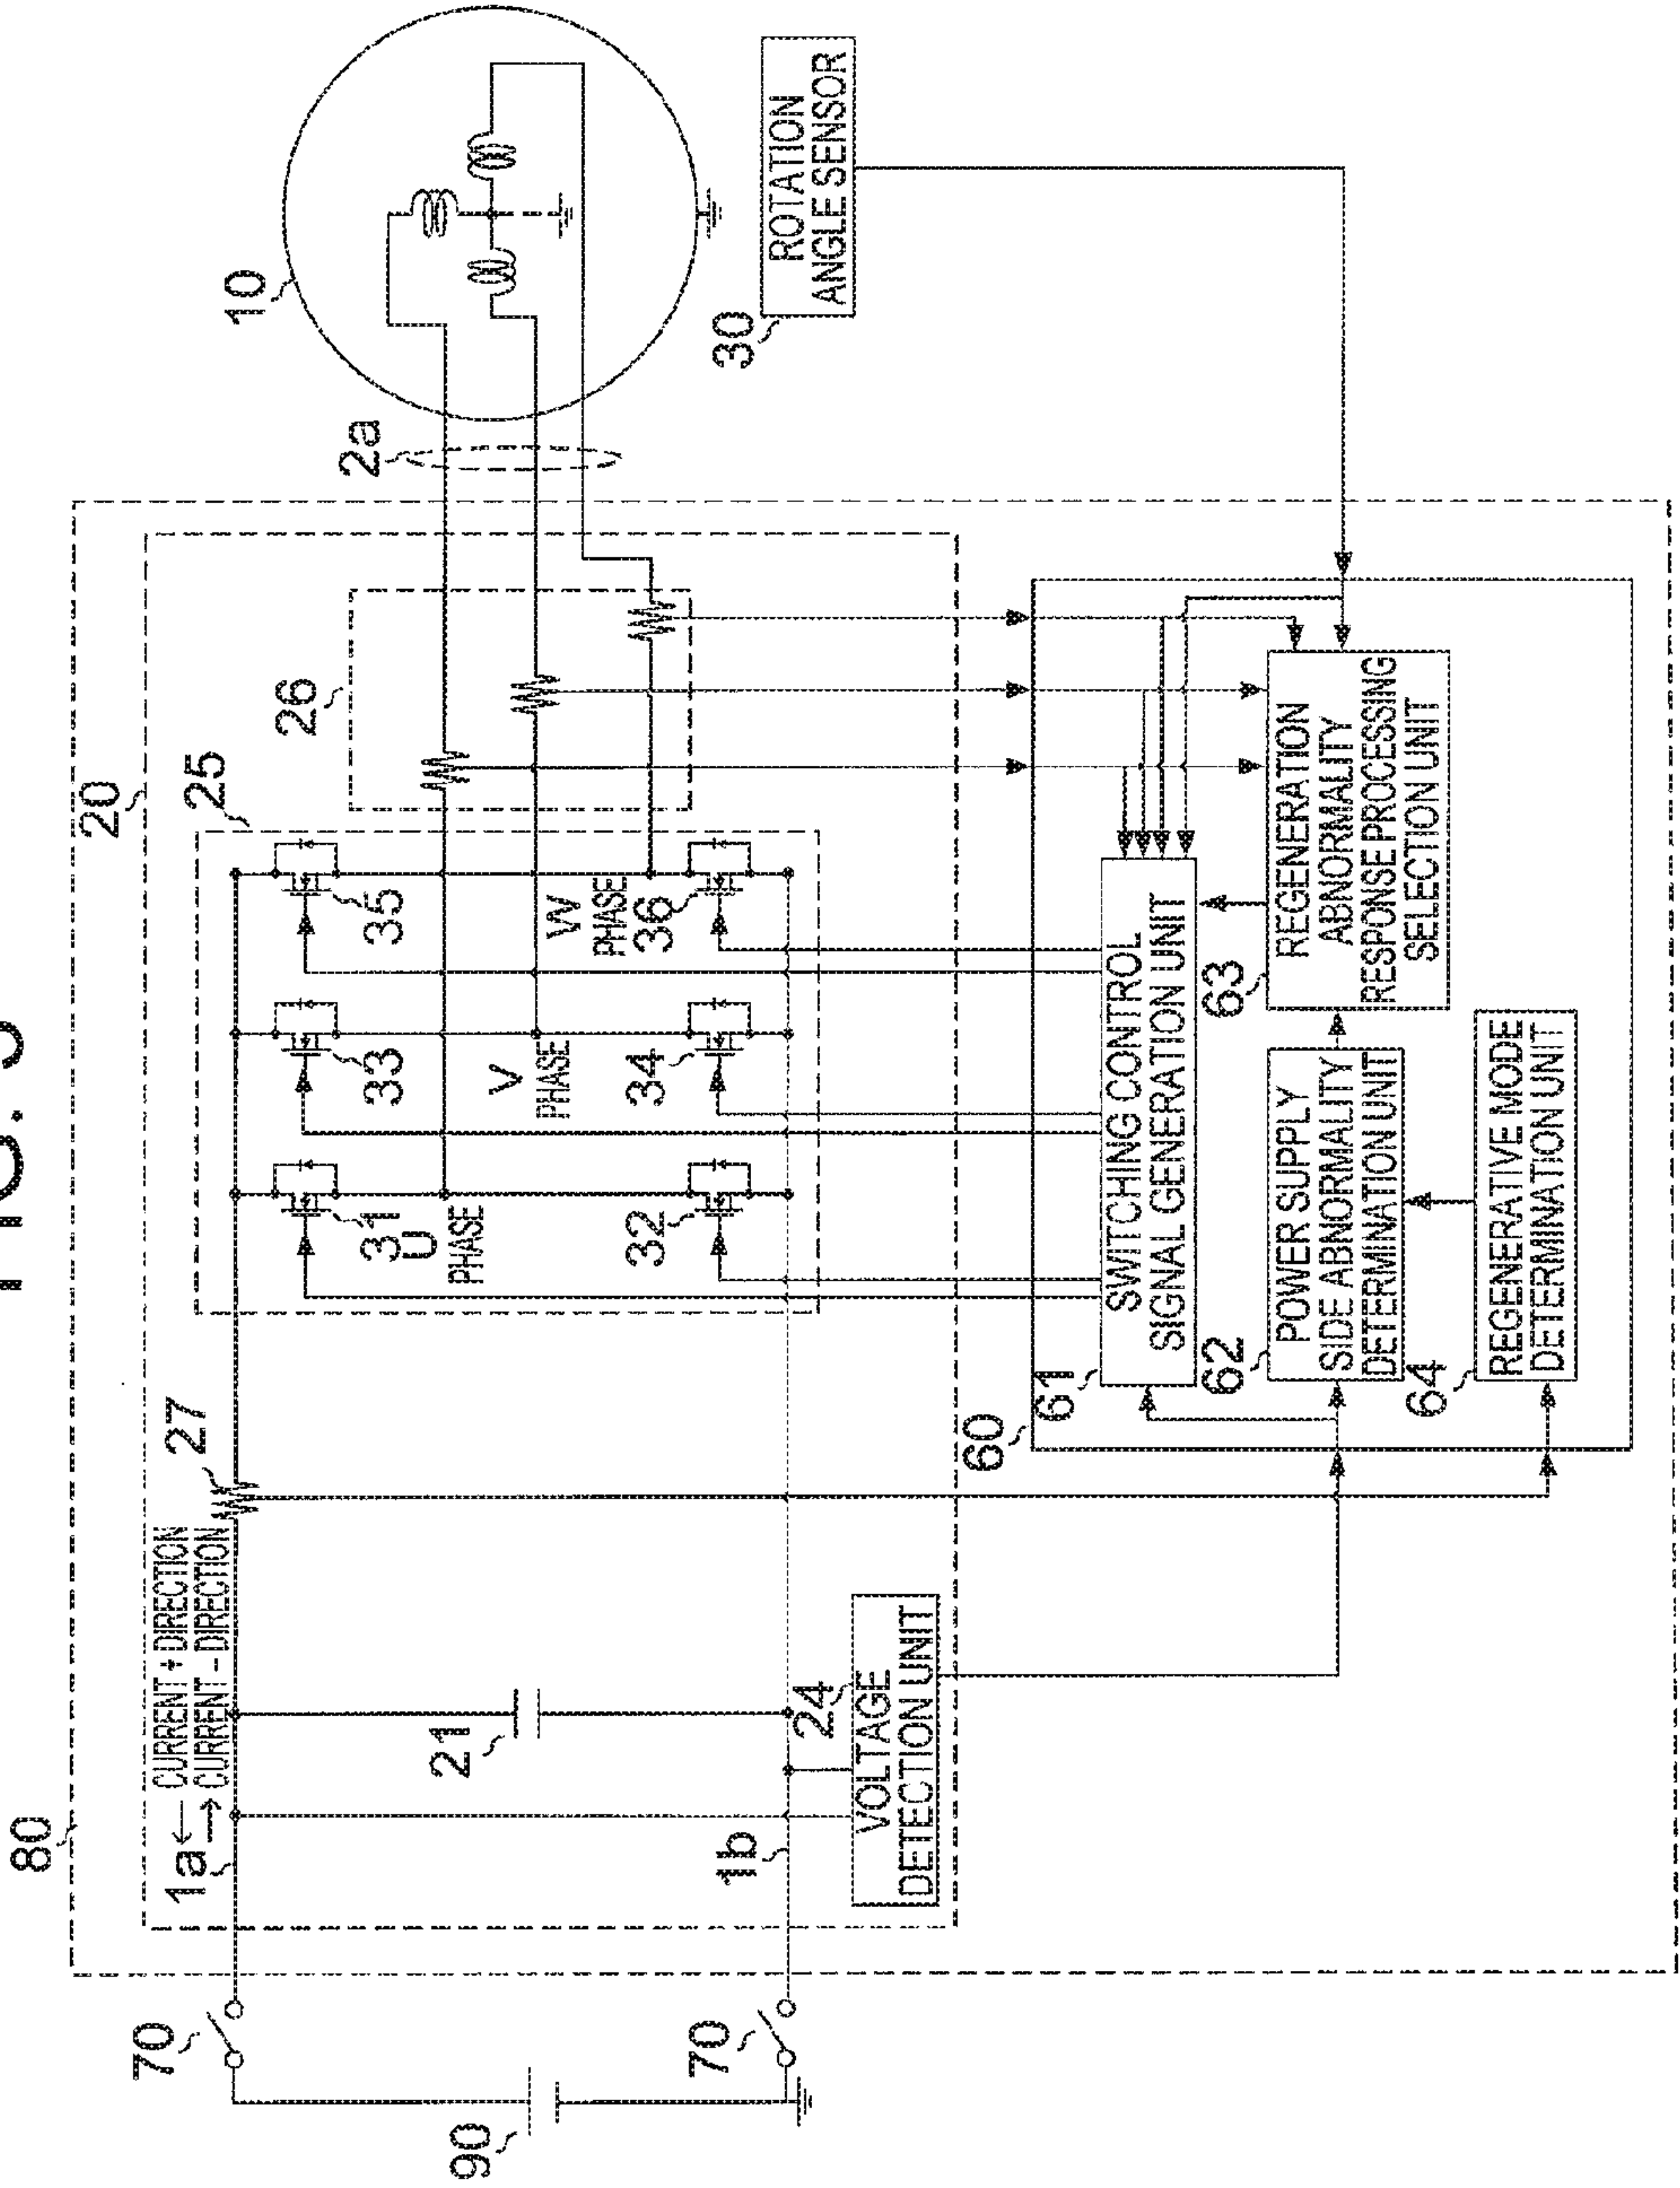 FIG.
80
20
70
1a
CURRENT + DIRECTION
CURRENT – DIRECTION
27
25
26
2a
10
90
21
31
U
PHASE
33
V
PHASE
35
W
PHASE
32
34
36
70
1b
24
VOLTAGE
DETECTION UNIT
30
ROTATION
ANGLE SENSOR
60
61
SWITCHING CONTROL
SIGNAL GENERATION UNIT
62
POWER SUPPLY
SIDE ABNORMALITY
DETERMINATION UNIT
63
REGENERATION
ABNORMALITY
RESPONSE PROCESSING
SELECTION UNIT
64
REGENERATIVE MODE
DETERMINATION UNIT